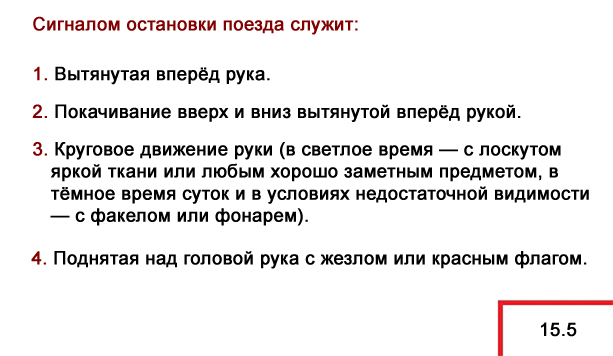 Сигналом остановки поезда служит:
1. Вытянутая вперёд рука.
2. Покачивание вверх и вниз вытянутой вперёд рукой.
3. Круговое движение руки (в светлое время — с лоскутом
яркой ткани или любым хорошо заметным предметом, в
тёмное время суток и в условиях недостаточной видимости
— с факелом или фонарем).
4. Поднятая над головой рука с жезлом или красным флагом.
15.5